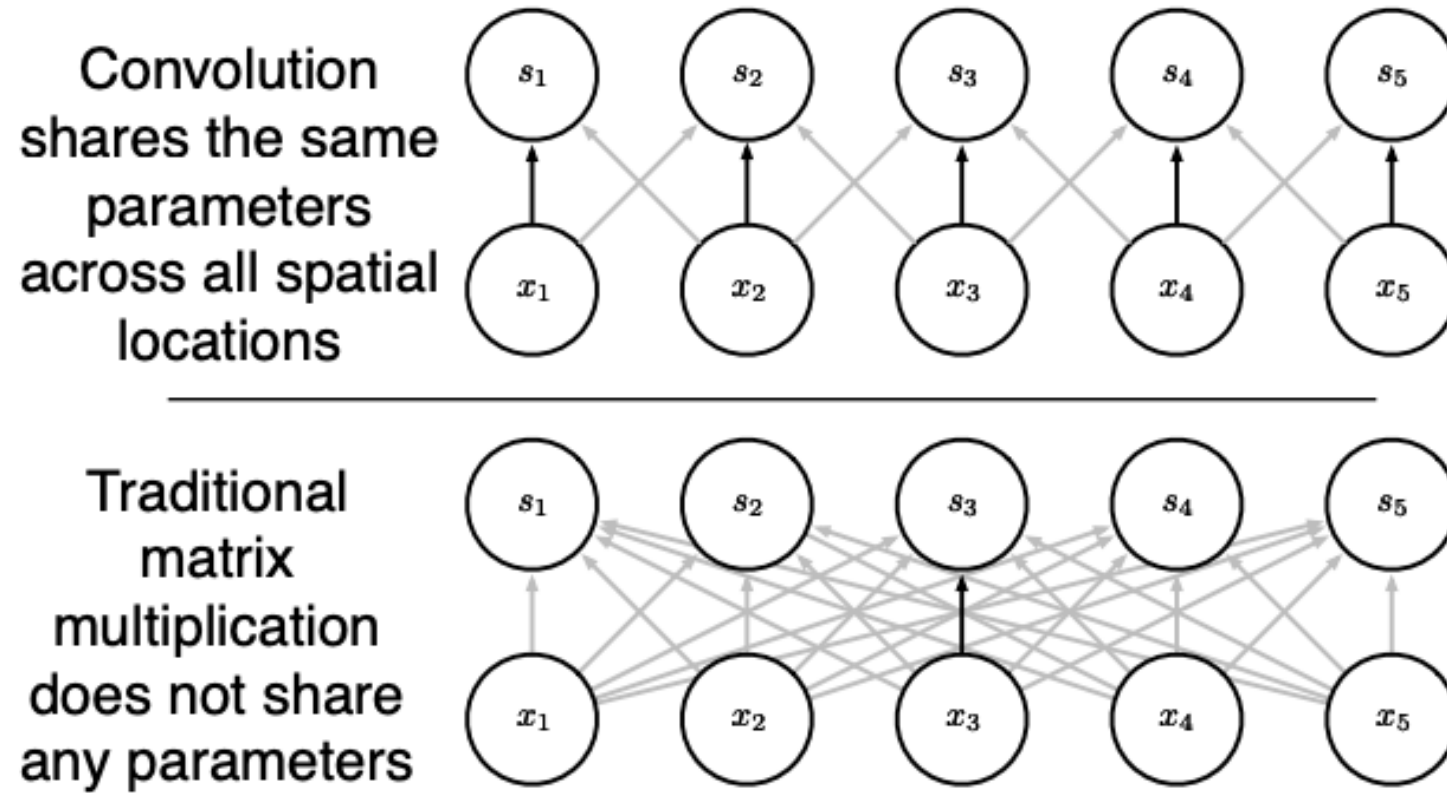 Convolution
shares the same
parameters
across all spatial
locations
s₁ s₂ s₃ s₄ s₅
x₁ x₂ x₃ x₄ x₅
Traditional
matrix
multiplication
does not share
any parameters
s₁ s₂ s₃ s₄ s₅
x₁ x₂ x₃ x₄ x₅